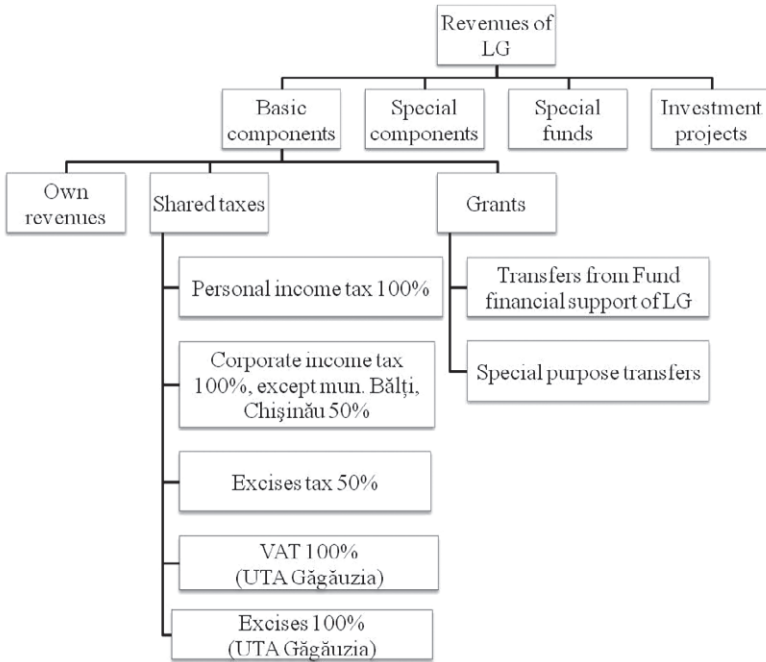 Revenues of
LG
Basic
components
Special
components
Special
funds
Investment
projects
Own
revenues
Shared taxes
Grants
Personal income tax 100%
Corporate income tax
100%, except mun. Bălți,
Chişinău 50%
Excises tax 50%
VAT 100%
(UTA Găgăuzia)
Excises 100%
(UTA Găgăuzia)
Transfers from Fund
financial support of LG
Special purpose transfers